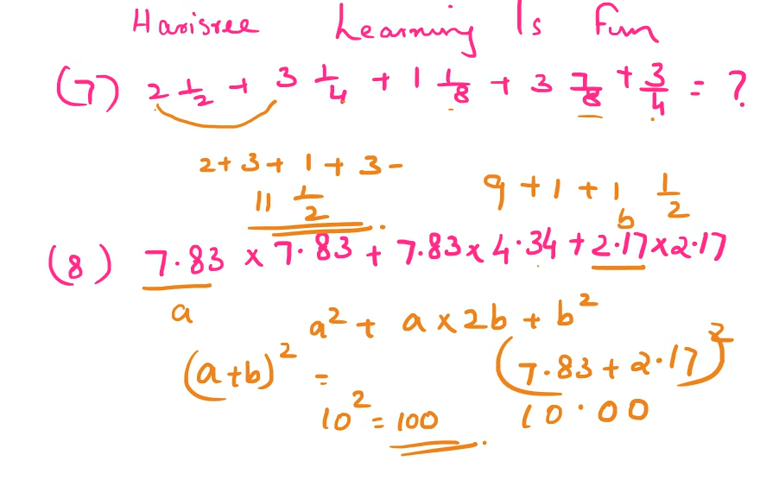 Harisree Learning Is Fun
(7) 2 1/2 + 3 1/4 + 1 1/8 + 3 7/8 + 3/4 = ?
2 + 3 + 1 + 3 -
9 + 1 + 1 1/2
11 1/2
b
(8) 7.83 × 7.83 + 7.83 × 4.34 + 2.17 × 2.17
a
a² + a × 2b + b²
(a+b)² = (7.83 + 2.17)²
10² = 100 10.00